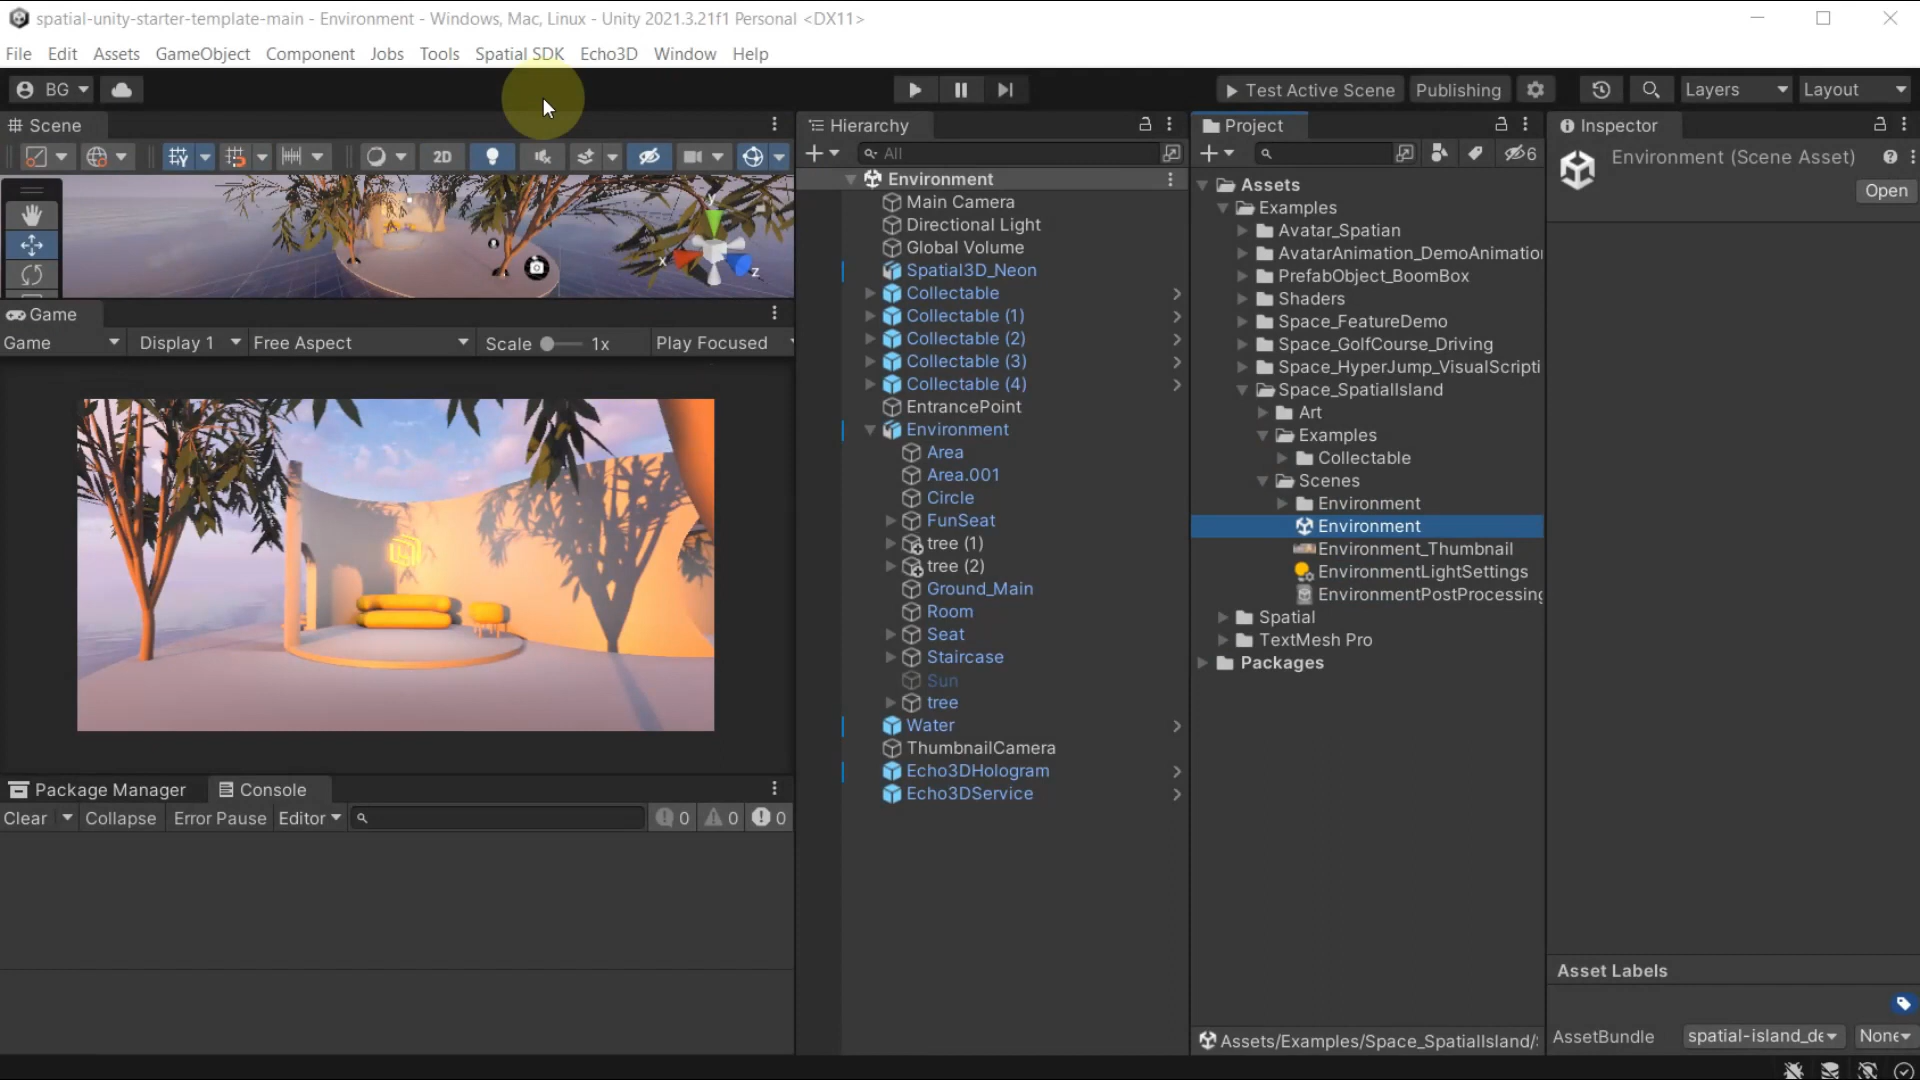 spatial-unity-starter-template-main - Environment - Windows, Mac, Linux - Unity 2021.3.21f1 Personal <DX11>
File Edit Assets GameObject Component Jobs Tools Spatial SDK Echo3D Window Help
BG
Test Active Scene Publishing Layers Layout
Scene
2D
y
x
z
Game
Game Display 1 Free Aspect Scale 1x Play Focused
Package Manager Console
Clear Collapse Error Pause Editor 0 0 0
Hierarchy
All
Environment
Main Camera
Directional Light
Global Volume
Spatial3D_Neon
Collectable
Collectable (1)
Collectable (2)
Collectable (3)
Collectable (4)
EntrancePoint
Environment
Area
Area.001
Circle
FunSeat
tree (1)
tree (2)
Ground_Main
Room
Seat
Staircase
Sun
tree
Water
ThumbnailCamera
Echo3DHologram
Echo3DService
Project
6
Assets
Examples
Avatar_Spatian
AvatarAnimation_DemoAnimation
PrefabObject_BoomBox
Shaders
Space_FeatureDemo
Space_GolfCourse_Driving
Space_HyperJump_VisualScripti
Space_SpatialIsland
Art
Examples
Collectable
Scenes
Environment
Environment
Environment_Thumbnail
EnvironmentLightSettings
EnvironmentPostProcessing
Spatial
TextMesh Pro
Packages
Assets/Examples/Space_SpatialIsland/
Inspector
Environment (Scene Asset)
Open
Asset Labels
AssetBundle spatial-island_de None